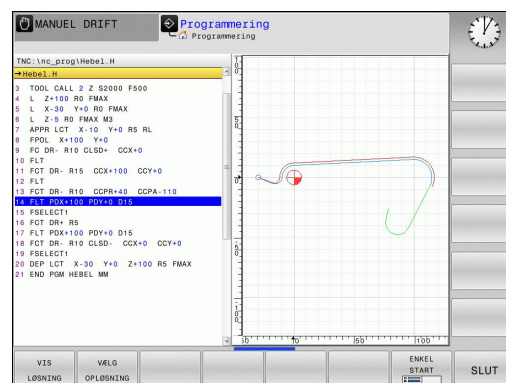 MANUEL DRIFT
Programmering
Programmering
TNC:\nc_prog\Hebel.H
→Hebel.H
3 TOOL CALL 2 Z S2000 F500
4 L Z+100 R0 FMAX
5 L X-30 Y+0 R0 FMAX
6 L Z-5 R0 FMAX M3
7 APPR LCT X-10 Y+0 R5 RL
8 FPOL X+100 Y+0
9 FC DR- R10 CLSD+ CCX+0
10 FLT
11 FCT DR- R15 CCX+100 CCY+0
12 FLT
13 FCT DR- R10 CCPR+40 CCPA-110
14 FLT PDX+100 PDY+0 D15
15 FSELECT1
16 FCT DR+ R5
17 FLT PDX+100 PDY+0 D15
18 FCT DR- R10 CLSD- CCX+0 CCY+0
19 FSELECT1
20 DEP LCT X-30 Y+0 Z+100 R5 FMAX
21 END PGM HEBEL MM
50
100
VIS
LØSNING
VÆLG
OPLØSNING
ENKEL
START
SLUT